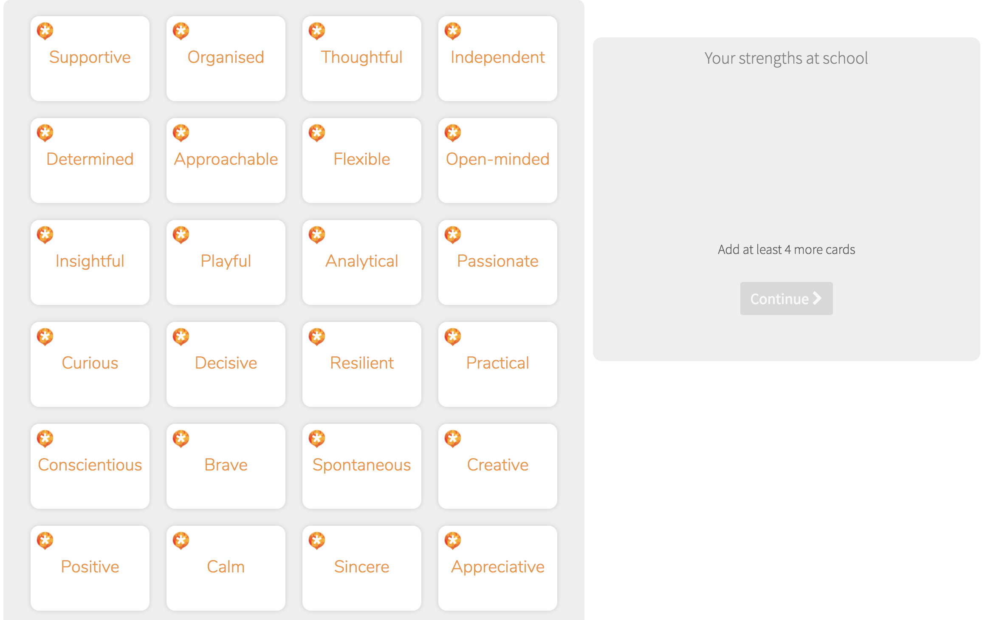 Supportive
Organised
Thoughtful
Independent
Determined
Approachable
Flexible
Open-minded
Insightful
Playful
Analytical
Passionate
Curious
Decisive
Resilient
Practical
Conscientious
Brave
Spontaneous
Creative
Positive
Calm
Sincere
Appreciative
Your strengths at school
Add at least 4 more cards
Continue